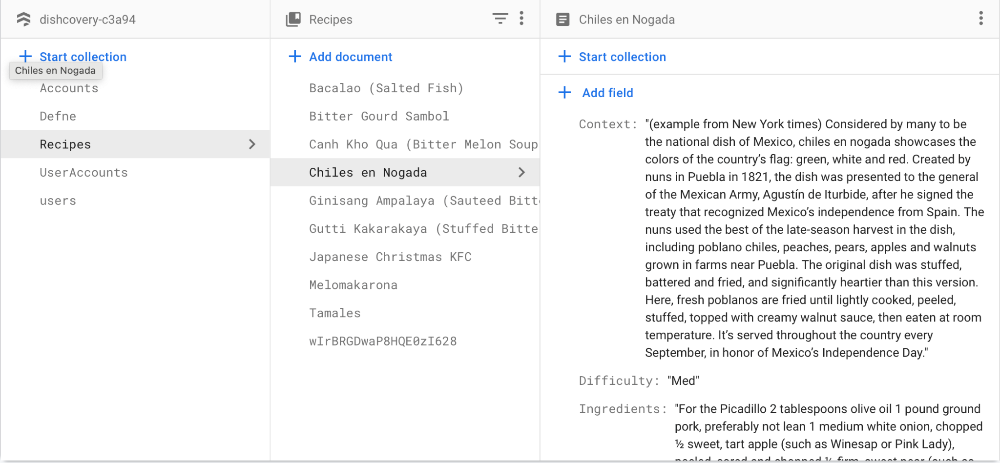 dishcovery-c3a94
Start collection
Chiles en Nogada
Accounts
Defne
Recipes
UserAccounts
users
Recipes
Add document
Bacalao (Salted Fish)
Bitter Gourd Sambol
Canh Kho Qua (Bitter Melon Soup
Chiles en Nogada
Ginisang Ampalaya (Sauteed Bitt
Gutti Kakarakaya (Stuffed Bitte
Japanese Christmas KFC
Melomakarona
Tamales
wIrBRGDwaP8HQE0zI628
Chiles en Nogada
Start collection
Add field
Context: "(example from New York times) Considered by many to be
the national dish of Mexico, chiles en nogada showcases the
colors of the country’s flag: green, white and red. Created by
nuns in Puebla in 1821, the dish was presented to the general
of the Mexican Army, Agustín de Iturbide, after he signed the
treaty that recognized Mexico’s independence from Spain. The
nuns used the best of the late-season harvest in the dish,
including poblano chiles, peaches, pears, apples and walnuts
grown in farms near Puebla. The original dish was stuffed,
battered and fried, and significantly heartier than this version.
Here, fresh poblanos are fried until lightly cooked, peeled,
stuffed, topped with creamy walnut sauce, then eaten at room
temperature. It’s served throughout the country every
September, in honor of Mexico’s Independence Day."
Difficulty: "Med"
Ingredients: "For the Picadillo 2 tablespoons olive oil 1 pound ground
pork, preferably not lean 1 medium white onion, chopped
½ sweet, tart apple (such as Winesap or Pink Lady),
peeled, cored and chopped ½ firm, sweet pear (such as